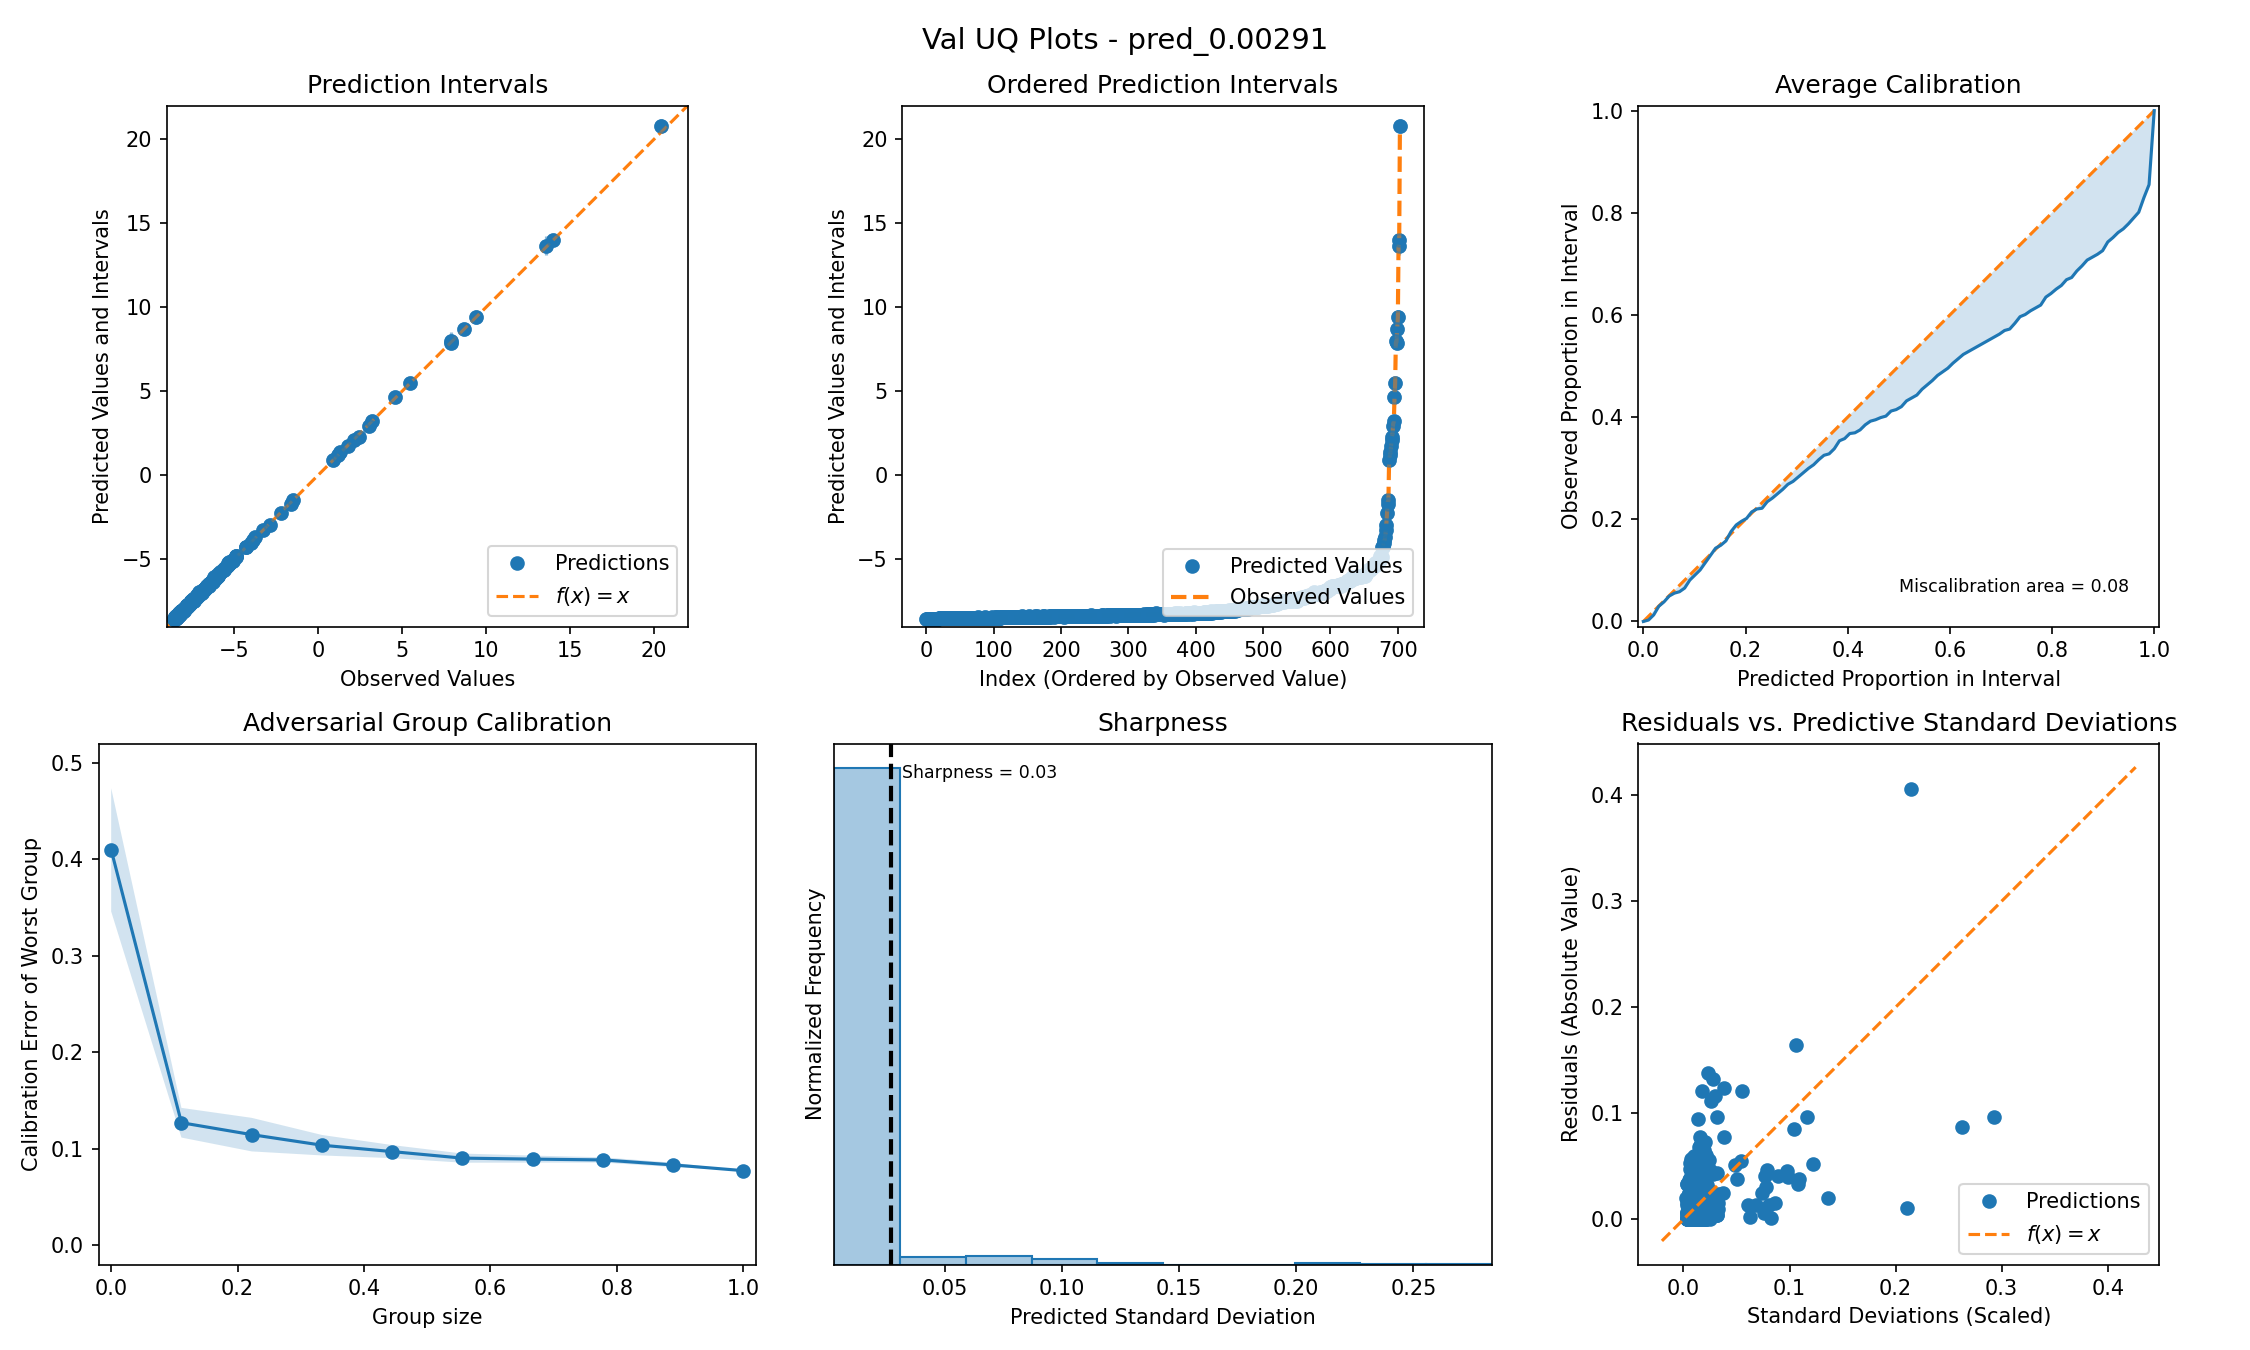 Val UQ Plots - pred_0.00291
Prediction Intervals
Predicted Values and Intervals
20
15
10
5
0
−5
−5
0
5
10
15
20
Observed Values
Predictions
f(x) = x
Ordered Prediction Intervals
Predicted Values and Intervals
20
15
10
5
0
−5
0
100
200
300
400
500
600
700
Index (Ordered by Observed Value)
Predicted Values
Observed Values
Average Calibration
Observed Proportion in Interval
1.0
0.8
0.6
0.4
0.2
0.0
0.0
0.2
0.4
0.6
0.8
1.0
Predicted Proportion in Interval
Miscalibration area = 0.08
Adversarial Group Calibration
Calibration Error of Worst Group
0.5
0.4
0.3
0.2
0.1
0.0
0.0
0.2
0.4
0.6
0.8
1.0
Group size
Sharpness
Normalized Frequency
Sharpness = 0.03
0.05
0.10
0.15
0.20
0.25
Predicted Standard Deviation
Residuals vs. Predictive Standard Deviations
Residuals (Absolute Value)
0.4
0.3
0.2
0.1
0.0
0.0
0.1
0.2
0.3
0.4
Standard Deviations (Scaled)
Predictions
f(x) = x